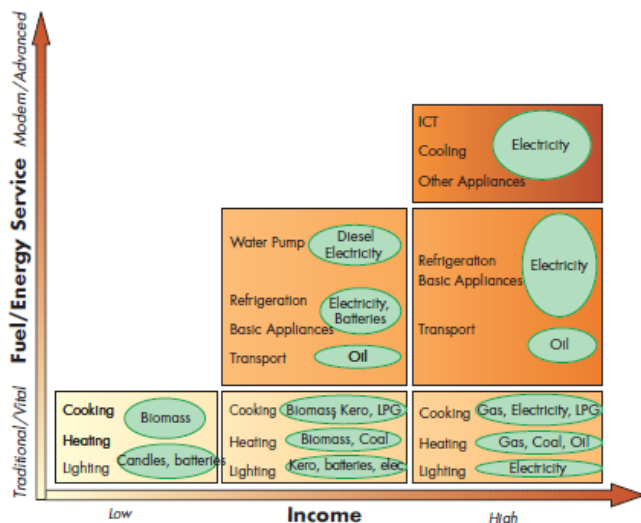 Fuel/Energy Service
Modern/Advanced
Traditional/Vital
ICT
Cooling
Other Appliances
Electricity
Water Pump
Diesel
Electricity
Refrigeration
Basic Appliances
Electricity,
Batteries
Transport
Oil
Refrigeration
Basic Appliances
Electricity
Transport
Oil
Cooking
Heating
Biomass
Lighting
Candles, batteries
Cooking Biomass, Kero, LPG
Heating Biomass, Coal
Lighting Kero, batteries, elec
Cooking Gas, Electricity, LPG
Heating Gas, Coal, Oil
Lighting Electricity
Low
Income
High